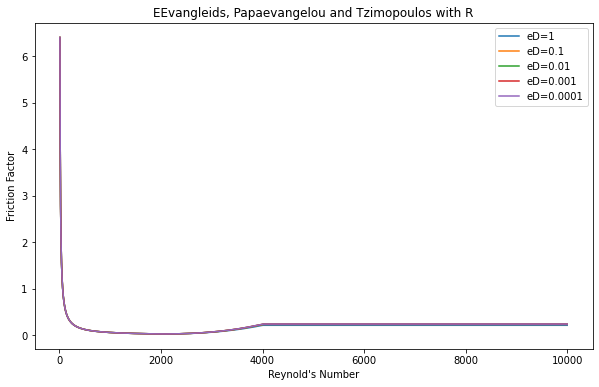 EEvangleids, Papaevangelou and Tzimopoulos with R
eD=1
eD=0.1
eD=0.01
eD=0.001
eD=0.0001
Friction Factor
6
5
4
3
2
1
0
0 2000 4000 6000 8000 10000
Reynold's Number